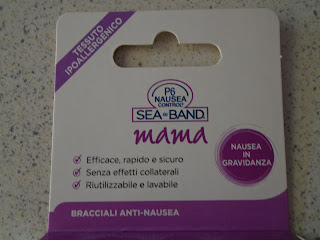 TESSUTO
IPOALLERGENICO
P6
NAUSEA
CONTROL®
SEA-BAND®
mama
NAUSEA
IN
GRAVIDANZA
Efficace, rapido e sicuro
Senza effetti collaterali
Riutilizzabile e lavabile
BRACCIALI ANTI-NAUSEA